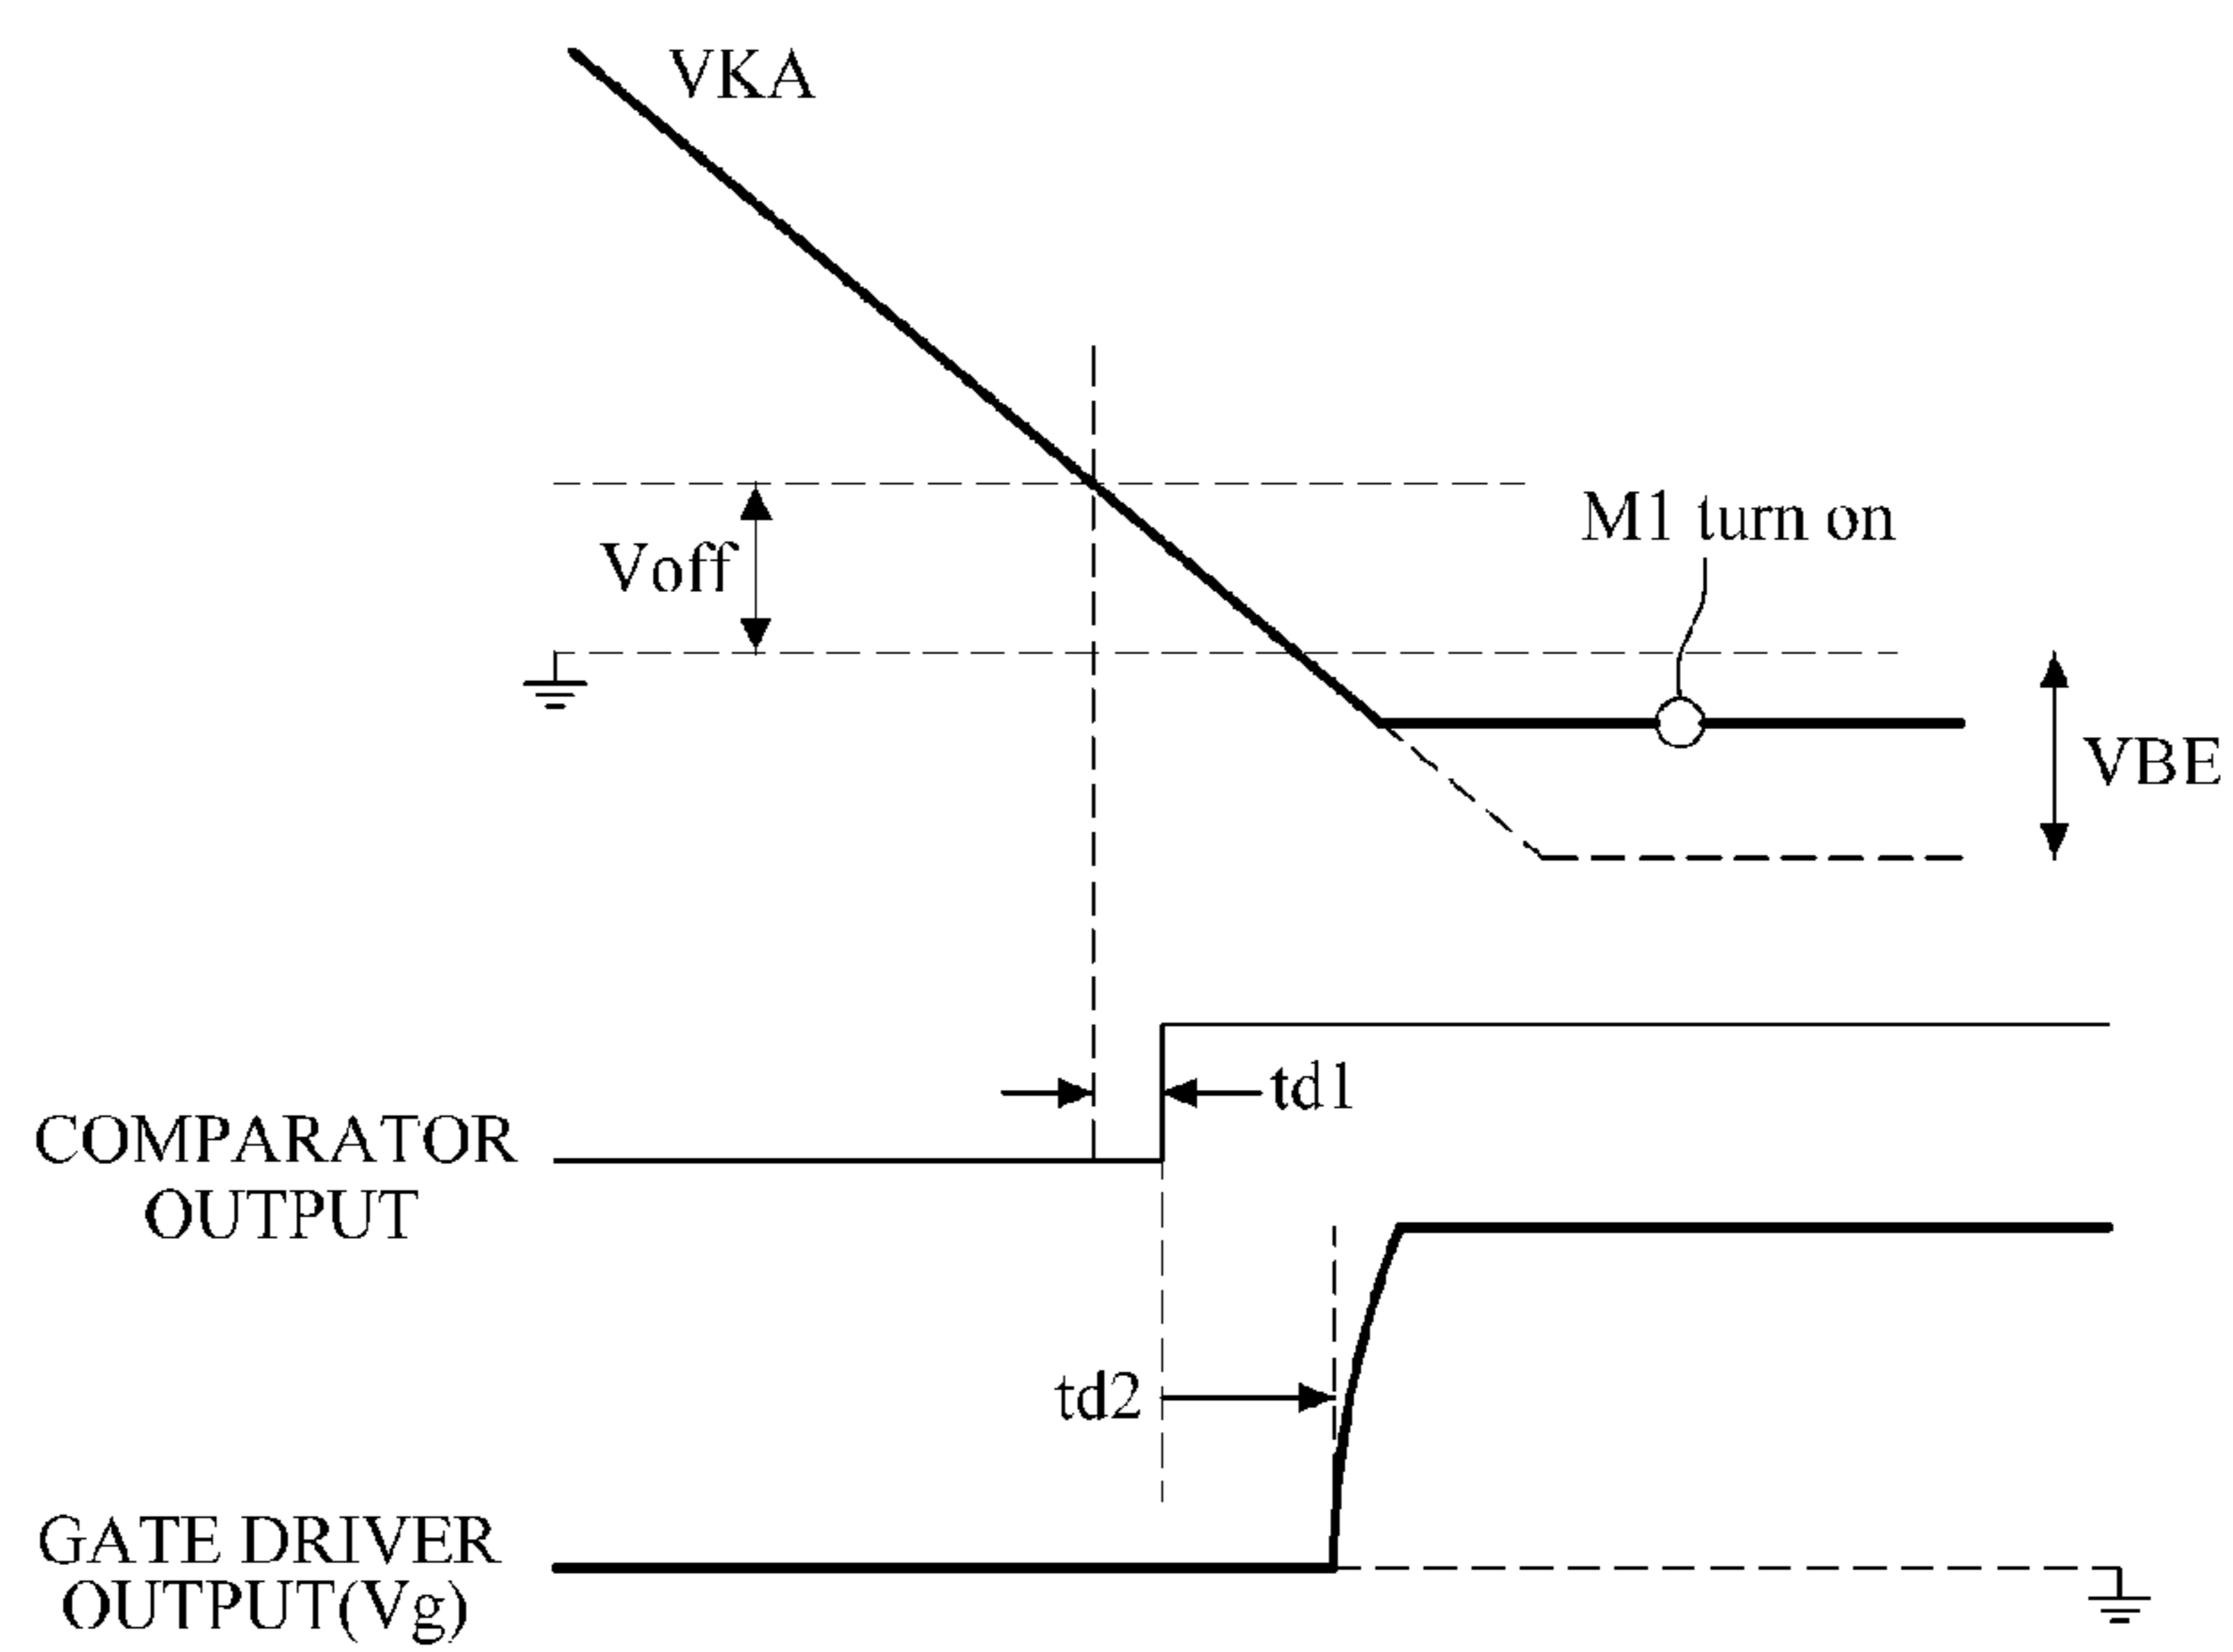 VKA
M1 turn on
Voff
VBE
td1
COMPARATOR
OUTPUT
td2
GATE DRIVER
OUTPUT(Vg)